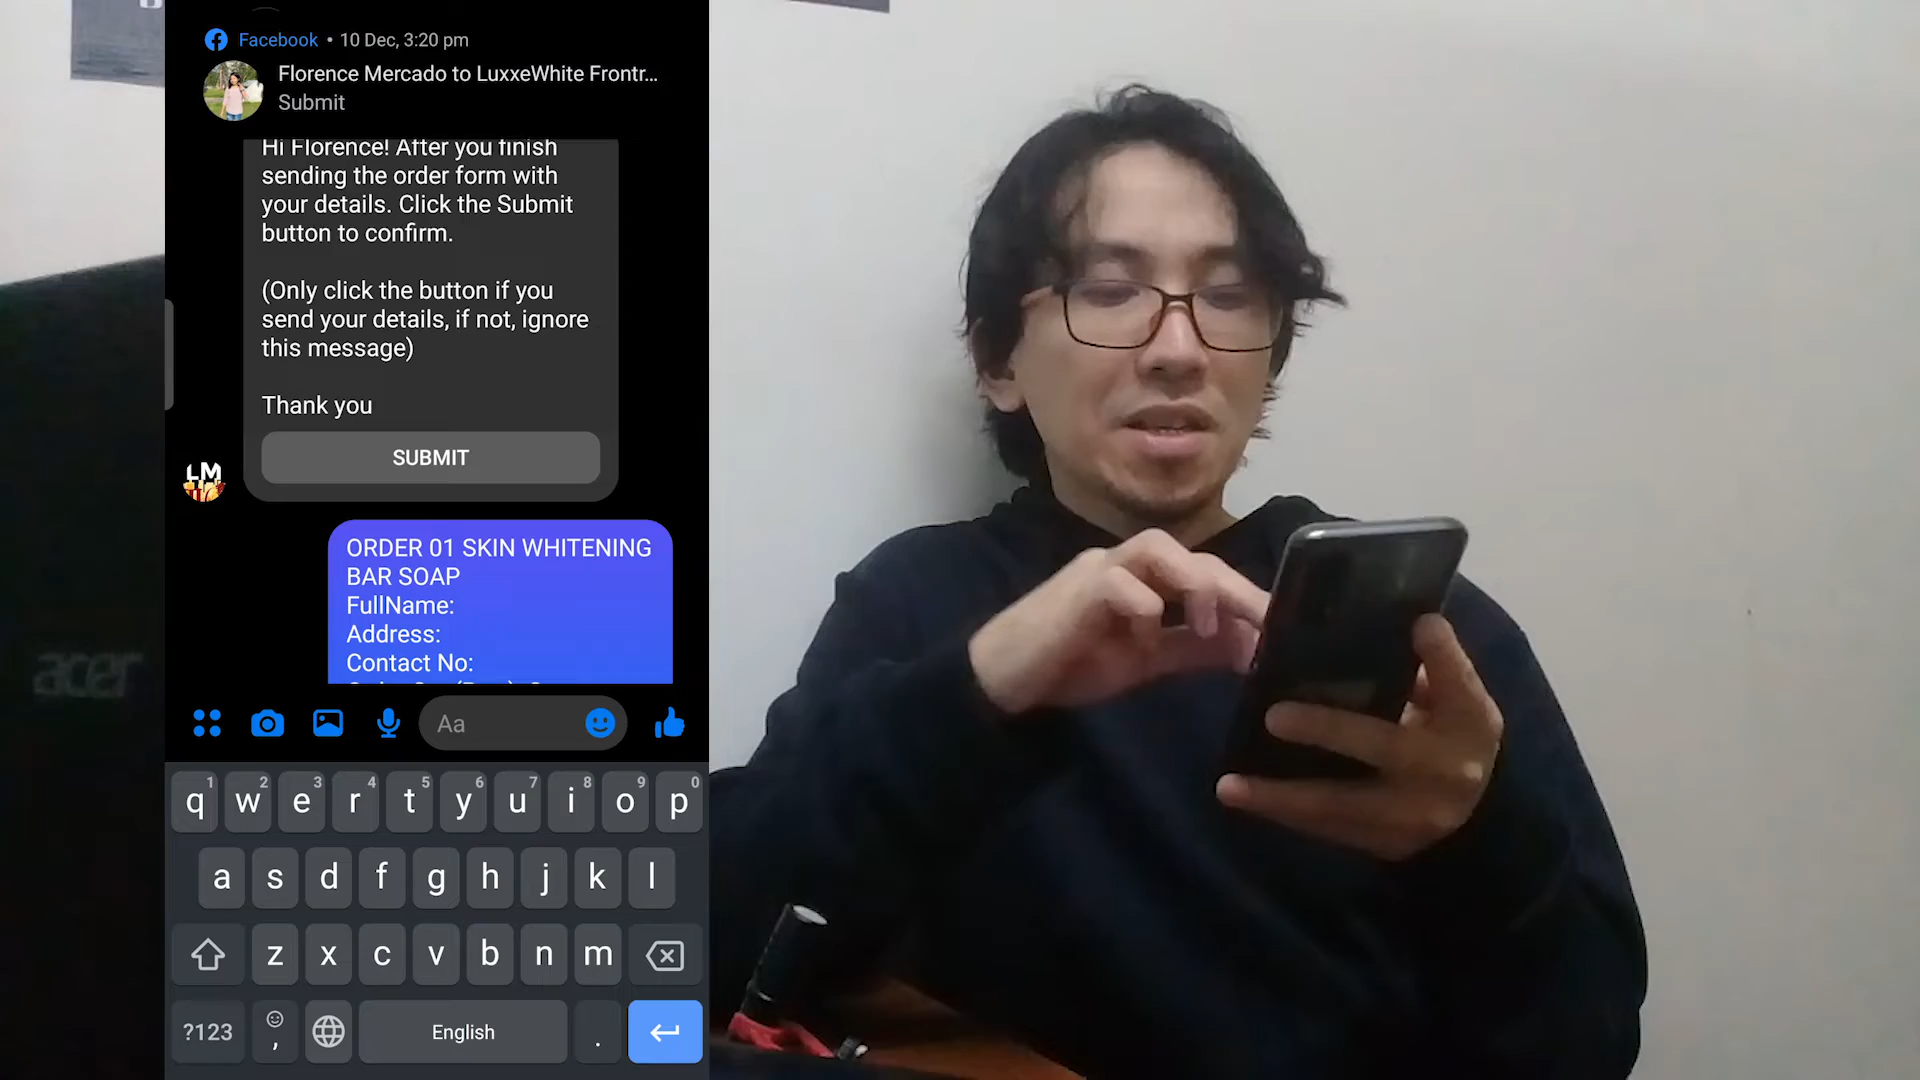 Facebook • 10 Dec, 3:20 pm
Florence Mercado to LuxxeWhite Frontr...
Submit
Hi Florence! After you finish
sending the order form with
your details. Click the Submit
button to confirm.
(Only click the button if you
send your details, if not, ignore
this message)
Thank you
SUBMIT
LM
ORDER 01 SKIN WHITENING
BAR SOAP
FullName:
Address:
Contact No:
Aa
1 2 3 4 5 6 7 8 9 0
q w e r t y u i o p
a s d f g h j k l
z x c v b n m
?123 , English .
acer